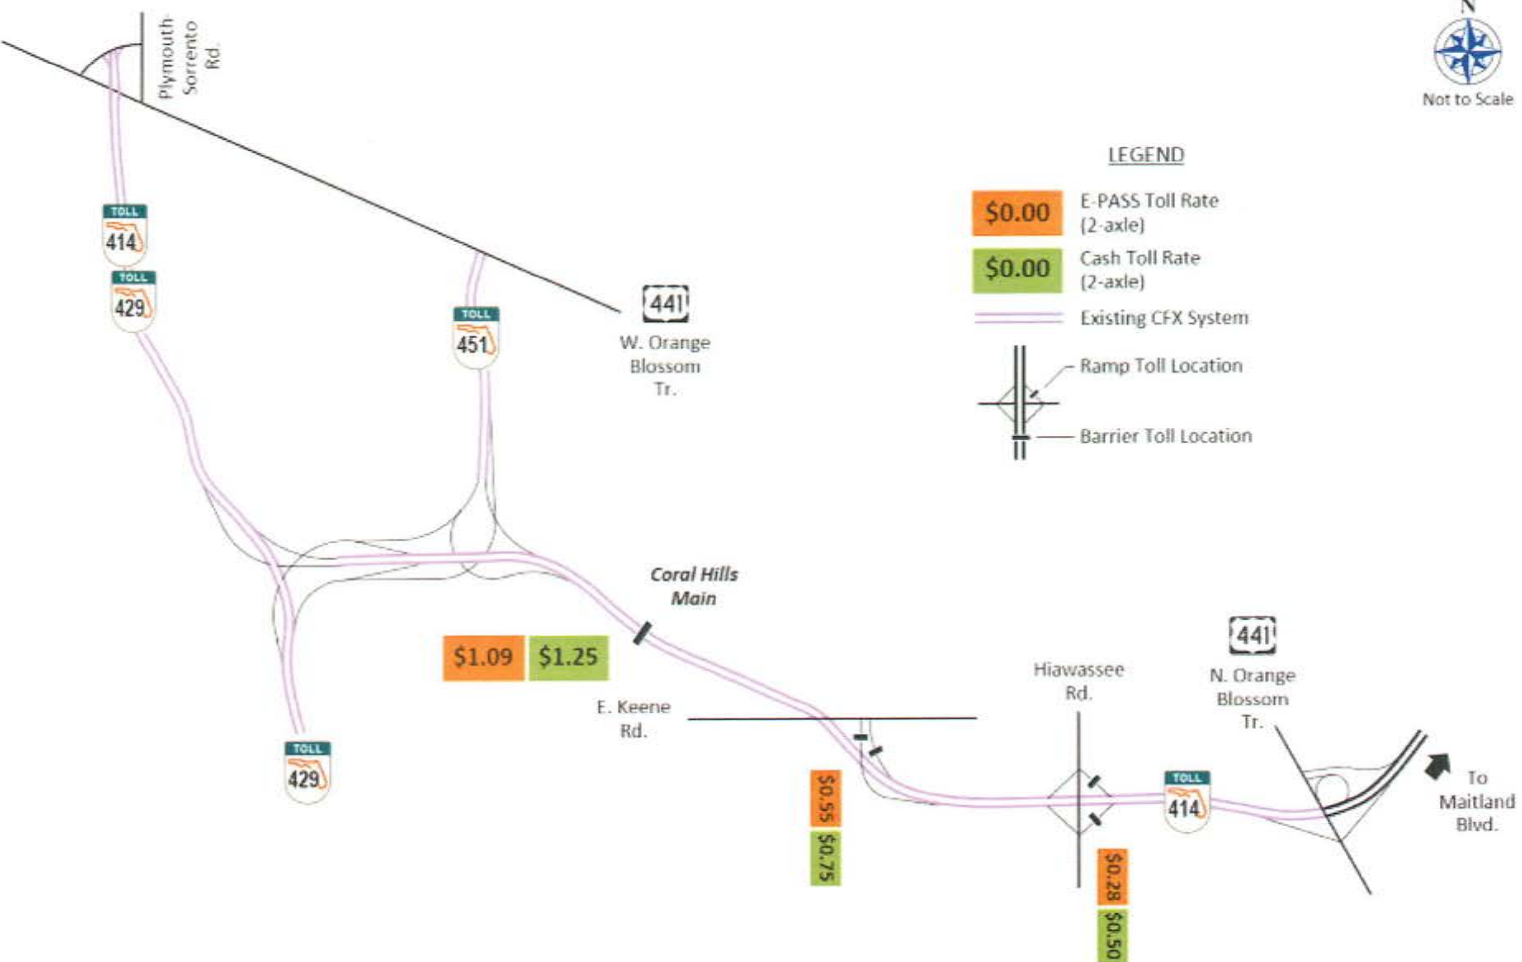 N
Not to Scale
Plymouth-
Sorrento
Rd.
TOLL
414
TOLL
429
TOLL
451
441
W. Orange
Blossom
Tr.
LEGEND
$0.00
E-PASS Toll Rate
(2-axle)
$0.00
Cash Toll Rate
(2-axle)
Existing CFX System
Ramp Toll Location
Barrier Toll Location
Coral Hills
Main
$1.09 $1.25
E. Keene
Rd.
TOLL
429
$0.55 $0.75
Hiawassee
Rd.
$0.28 $0.50
TOLL
414
441
N. Orange
Blossom
Tr.
To
Maitland
Blvd.